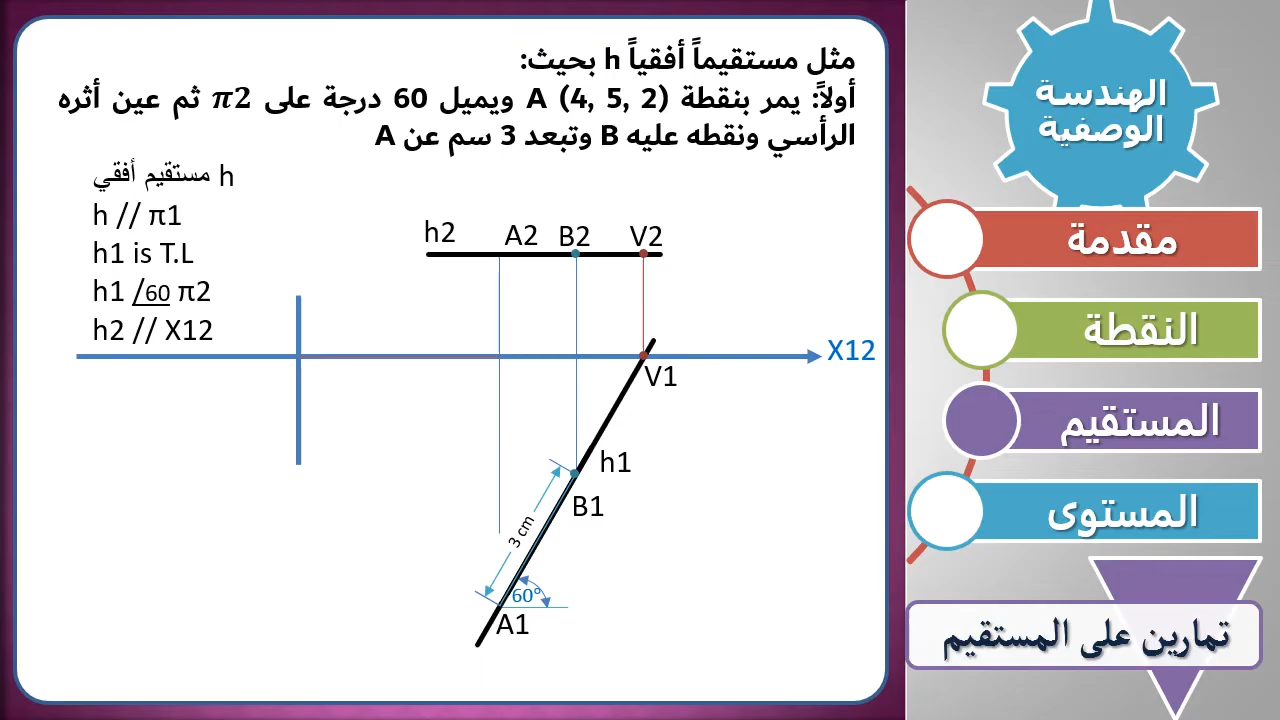 مثل مستقيماً أفقياً h بحيث:
أولاً: يمر بنقطة A (4, 5, 2) ويميل 60 درجة على π2 ثم عين أثره
الرأسي ونقطه عليه B وتبعد 3 سم عن A
h مستقيم أفقي
h // π1
h1 is T.L
h1 /60 π2
h2 // X12
h2
A2
B2
V2
X12
V1
h1
B1
3 cm
60°
A1
الهندسة
الوصفية
مقدمة
النقطة
المستقيم
المستوى
تمارين على المستقيم